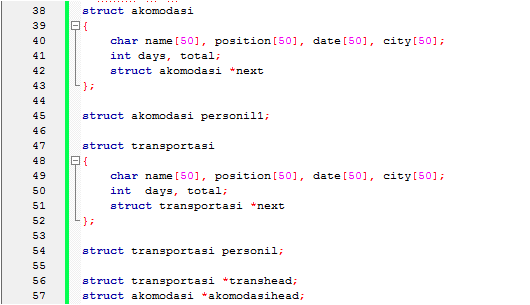 38 struct akomodasi
39 {
40 char name[50], position[50], date[50], city[50];
41 int days, total;
42 struct akomodasi *next
43 };
44
45 struct akomodasi personil1;
46
47 struct transportasi
48 {
49 char name[50], position[50], date[50], city[50];
50 int  days, total;
51 struct transportasi *next
52 };
53
54 struct transportasi personil;
55
56 struct transportasi *transhead;
57 struct akomodasi *akomodasihead;